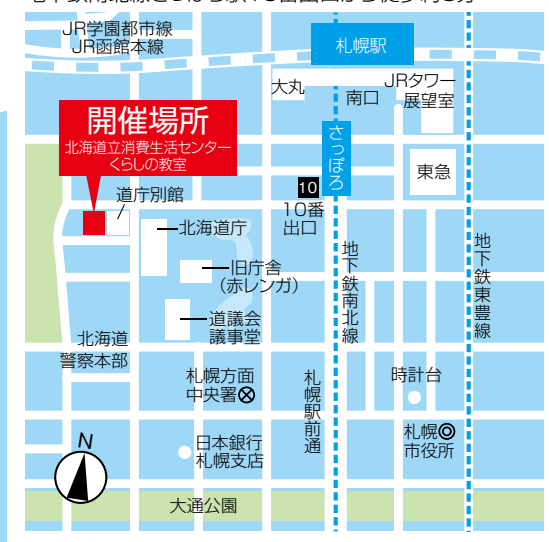 JR学園都市線
JR函館本線
札幌駅
大丸
南口
JRタワー
展望室
開催場所
北海道立消費生活センター
くらしの教室
さっぽろ
東急
10
10番
出口
道庁別館
北海道庁
旧庁舎
(赤レンガ)
道議会
議事堂
地下鉄南北線
地下鉄東豊線
北海道
警察本部
札幌方面
中央署
札幌駅前通
時計台
札幌
市役所
日本銀行
札幌支店
N
大通公園